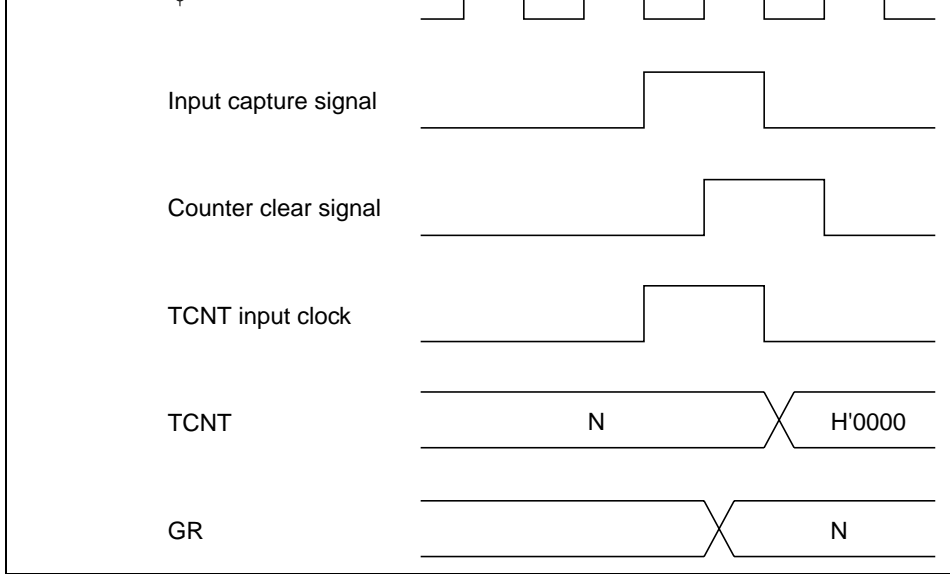 Input capture signal
Counter clear signal
TCNT input clock
TCNT N H'0000
GR N